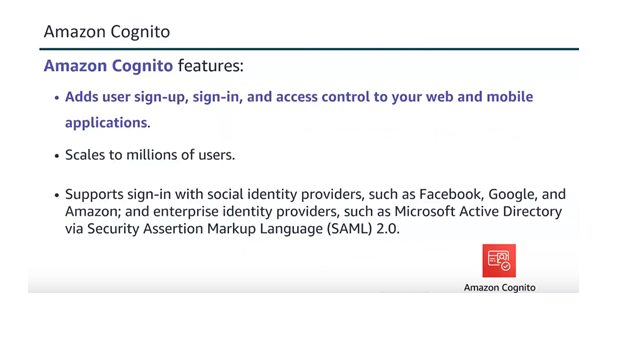 Amazon Cognito
Amazon Cognito features:
• Adds user sign-up, sign-in, and access control to your web and mobile
applications.
• Scales to millions of users.
• Supports sign-in with social identity providers, such as Facebook, Google, and
Amazon; and enterprise identity providers, such as Microsoft Active Directory
via Security Assertion Markup Language (SAML) 2.0.
Amazon Cognito